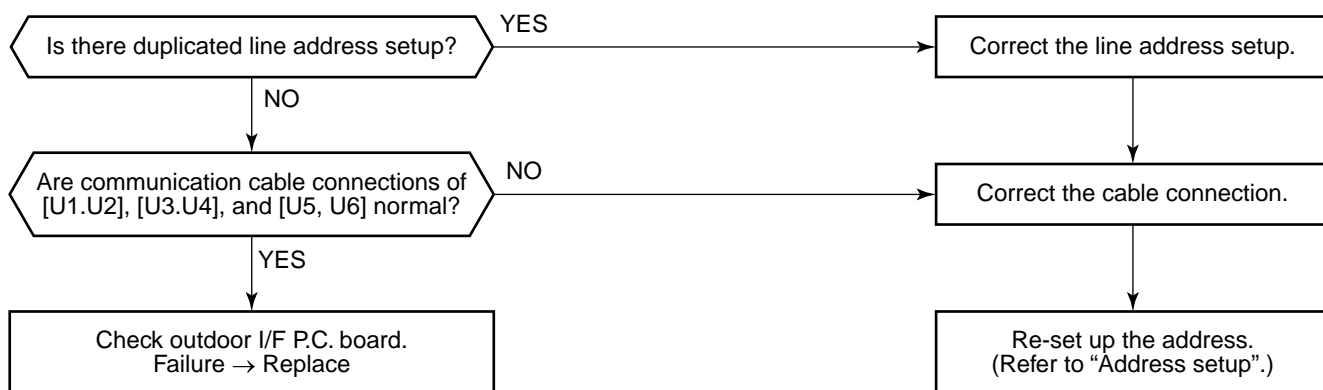 Is there duplicated line address setup?
YES
Correct the line address setup.
NO
Are communication cable connections of
[U1.U2], [U3.U4], and [U5, U6] normal?
NO
Correct the cable connection.
YES
Check outdoor I/F P.C. board.
Failure → Replace
Re-set up the address.
(Refer to “Address setup”.)